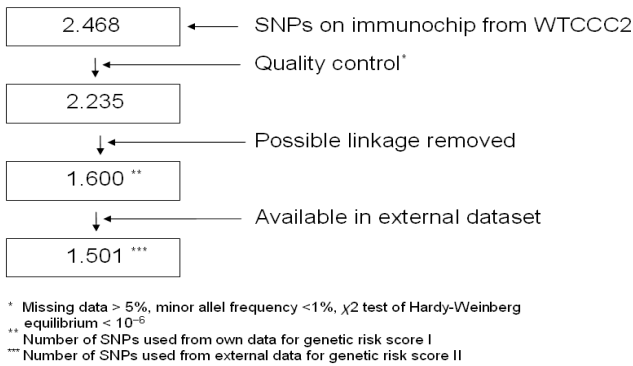 2.468 SNPs on immunochip from WTCCC2
Quality control*
2.235
Possible linkage removed
1.600 **
Available in external dataset
1.501 ***
* Missing data > 5%, minor allel frequency <1%, χ2 test of Hardy-Weinberg
equilibrium < 10⁻⁶
** Number of SNPs used from own data for genetic risk score I
*** Number of SNPs used from external data for genetic risk score II